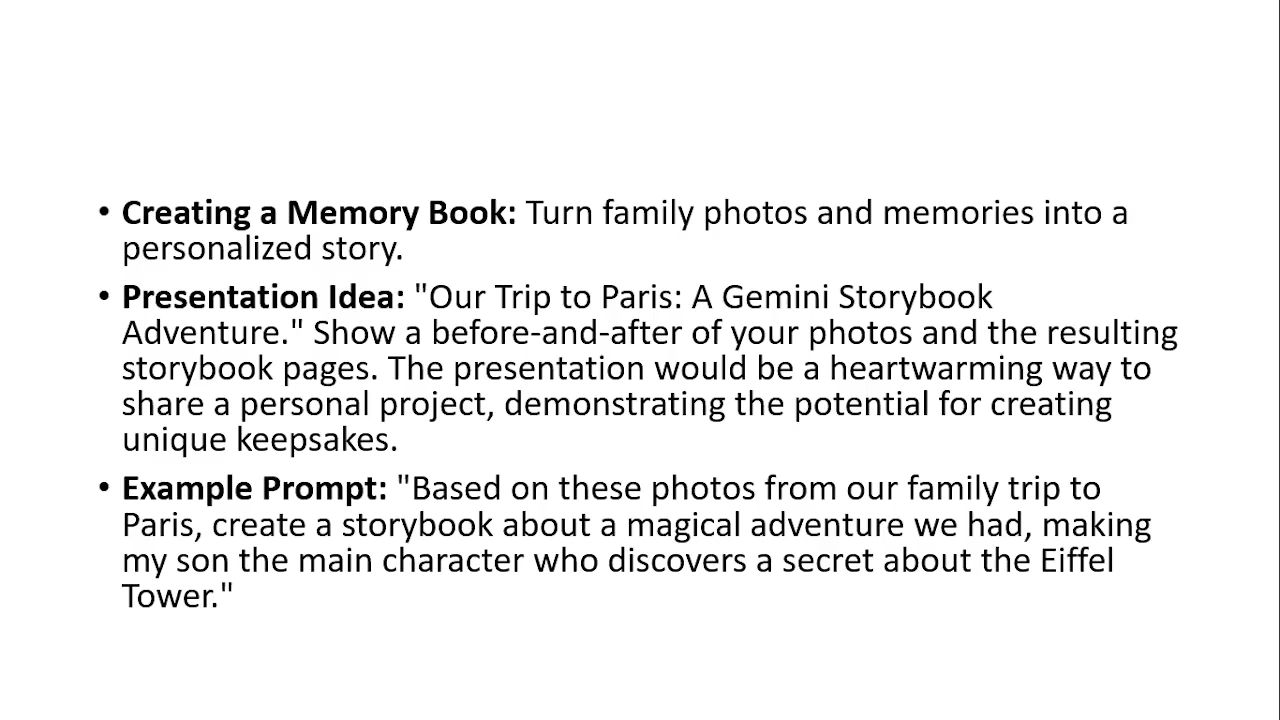 • Creating a Memory Book: Turn family photos and memories into a
personalized story.
• Presentation Idea: "Our Trip to Paris: A Gemini Storybook
Adventure." Show a before-and-after of your photos and the resulting
storybook pages. The presentation would be a heartwarming way to
share a personal project, demonstrating the potential for creating
unique keepsakes.
• Example Prompt: "Based on these photos from our family trip to
Paris, create a storybook about a magical adventure we had, making
my son the main character who discovers a secret about the Eiffel
Tower."